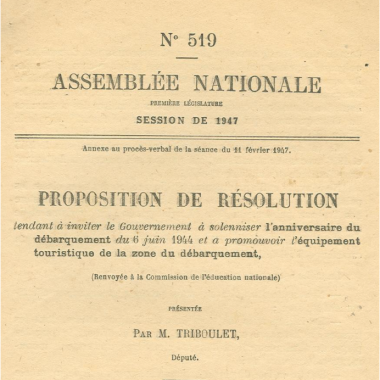 N° 519
ASSEMBLÉE NATIONALE
PREMIÈRE LÉGISLATURE
SESSION DE 1947
Annexe au procès-verbal de la séance du 11 février 1947.
PROPOSITION DE RÉSOLUTION
tendant à inviter le Gouvernement à solenniser l'anniversaire du
débarquement du 6 juin 1944 et a promouvoir l'équipement
touristique de la zone du débarquement,
(Renvoyée à la Commission de l'éducation nationale)
PRÉSENTÉE
PAR M. TRIBOULET,
Député.